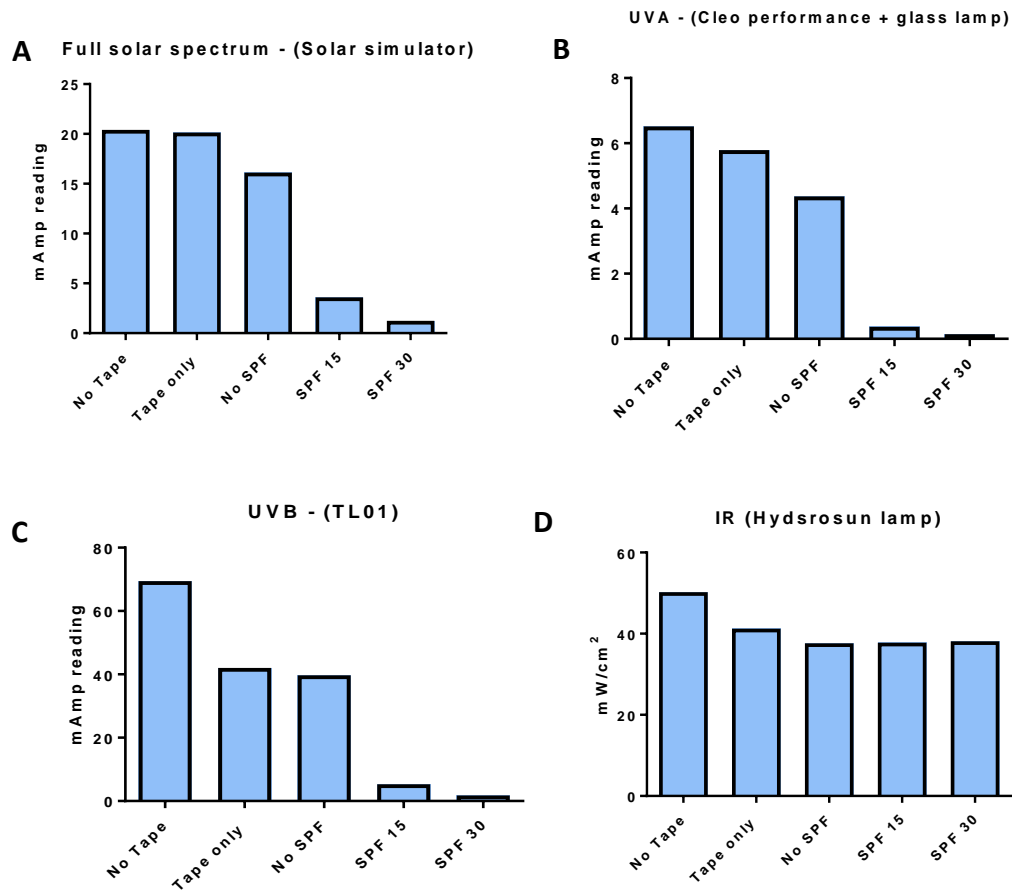 A
Full solar spectrum - (Solar simulator)
mAmp reading
25
20
15
10
5
0
No Tape
Tape only
No SPF
SPF 15
SPF 30
B
UVA - (Cleo performance + glass lamp)
mAmp reading
8
6
4
2
0
No Tape
Tape only
No SPF
SPF 15
SPF 30
C
UVB - (TL01)
mAmp reading
80
60
40
20
0
No Tape
Tape only
No SPF
SPF 15
SPF 30
D
IR (Hydsrosun lamp)
mW/cm²
60
40
20
0
No Tape
Tape only
No SPF
SPF 15
SPF 30